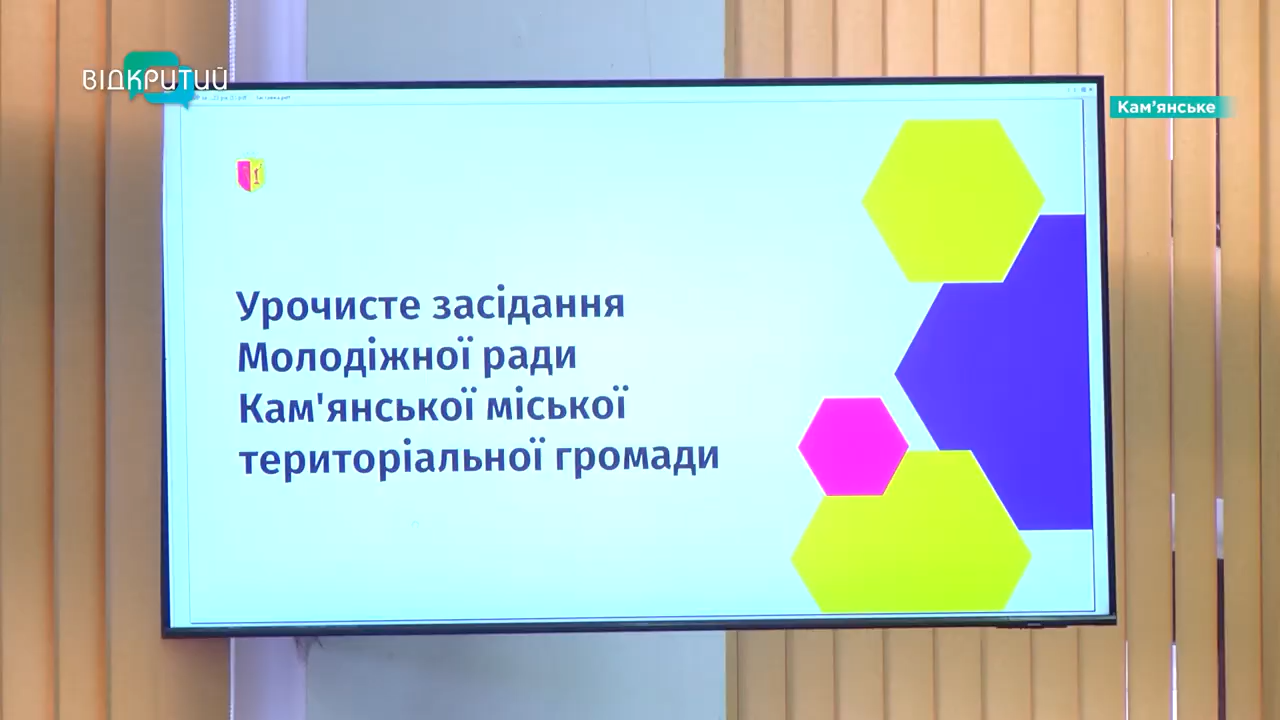 ВІДКРИТИЙ
Кам'янське
Урочисте засідання
Молодіжної ради
Кам'янської міської
територіальної громади